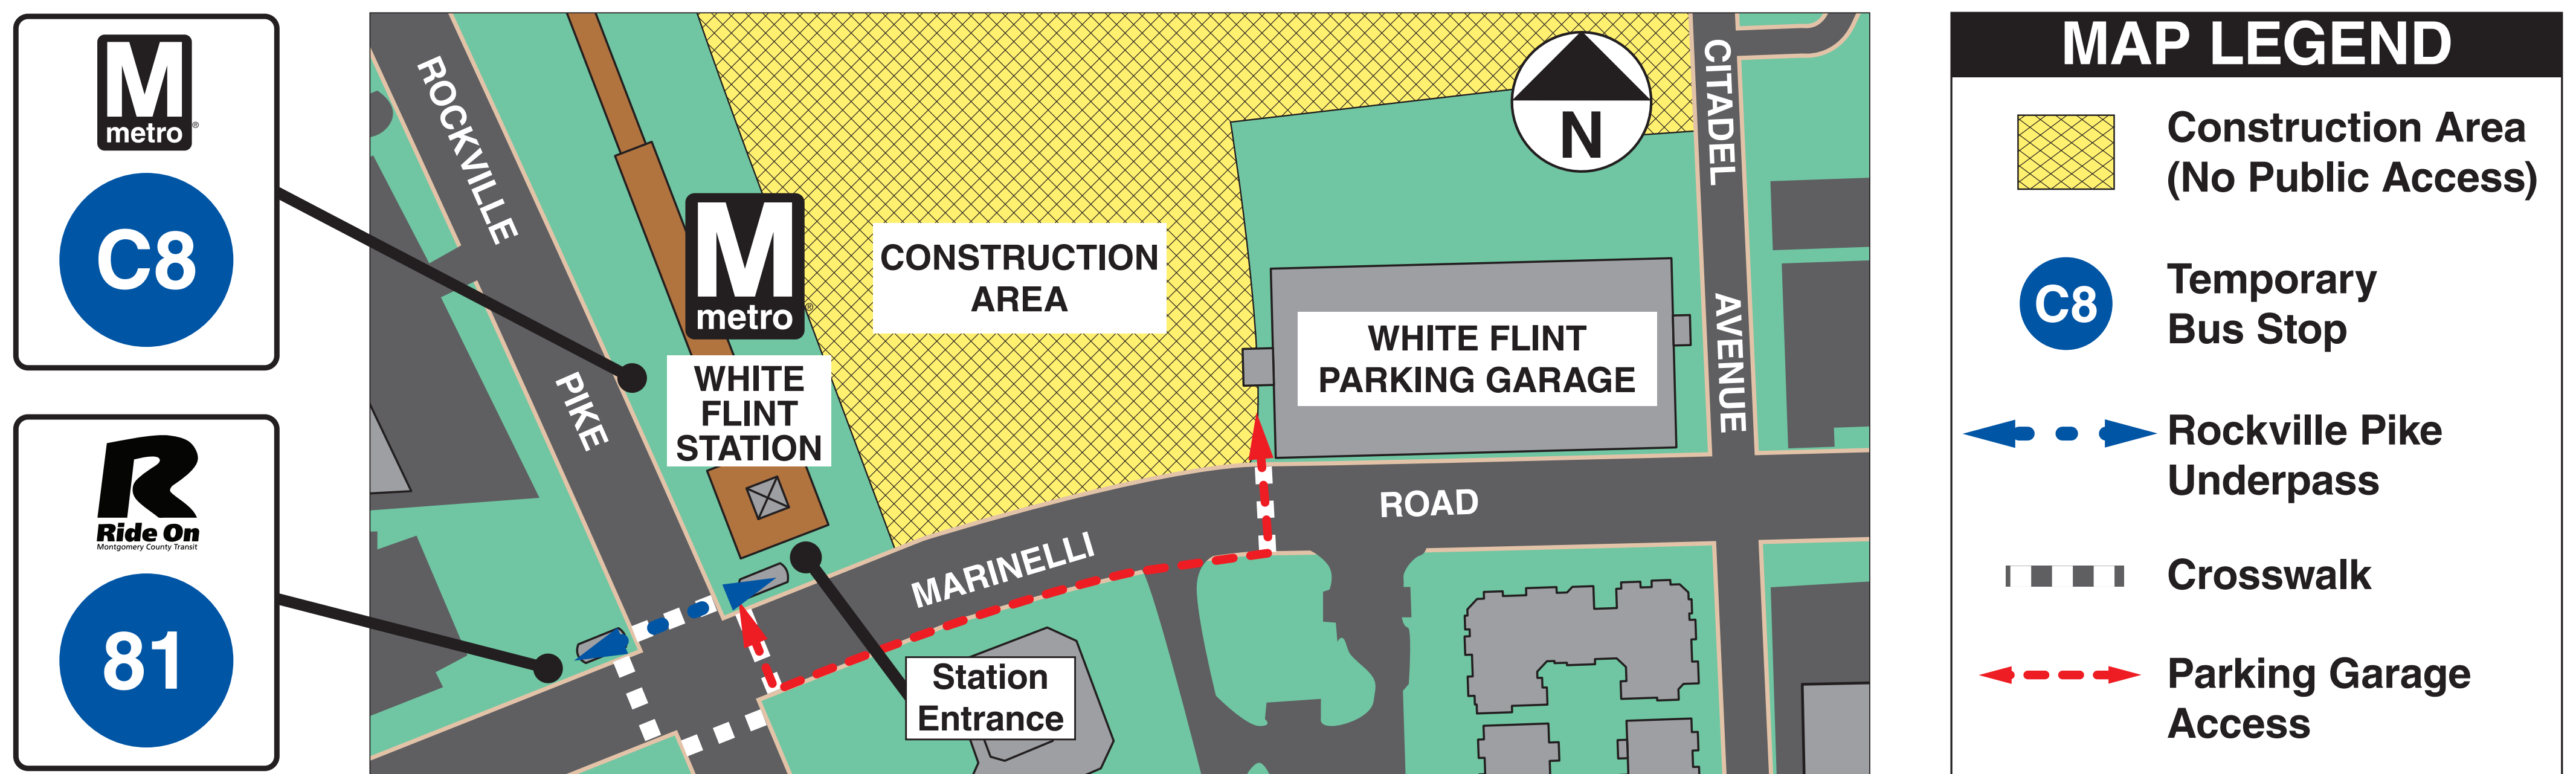 M
metro®
C8
R
Ride On
Montgomery County Transit
81
ROCKVILLE
PIKE
M
metro®
WHITE
FLINT
STATION
CONSTRUCTION
AREA
N
CITADEL
AVENUE
WHITE FLINT
PARKING GARAGE
MARINELLI
ROAD
Station
Entrance
MAP LEGEND
Construction Area
(No Public Access)
C8
Temporary
Bus Stop
Rockville Pike
Underpass
Crosswalk
Parking Garage
Access